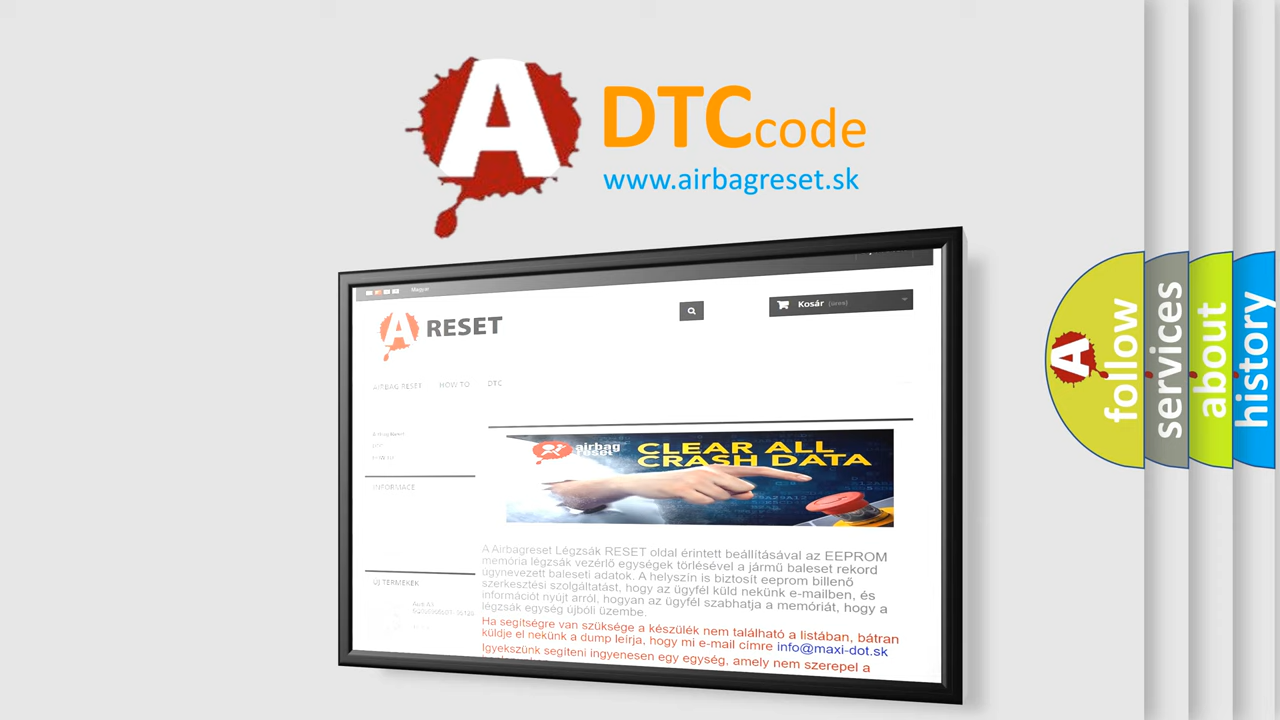 A
DTCcode
www.airbagreset.sk
Magyar
Kosár (üres)
A RESET
AIRBAG RESET HOW TO DTC
INFORMACE
ÚJ TERMÉKEK
airbag
reset
CLEAR ALL
CRASH DATA
A Airbagreset Légzsák RESET oldal érintett beállításával az EEPROM
memória légzsák vezérlő egységek törlésével a jármű baleset rekord
úgynevezett baleseti adatok. A helyszín is biztosít eeprom billenő
szerkesztési szolgáltatást, hogy az ügyfél küld nekünk e-mailben, és
információt nyújt arról, hogyan az ügyfél szabhatja a memóriát, hogy a
légzsák egység újbóli üzembe.
Ha segítségre van szüksége a készülék nem található a listában, bátran
küldje el nekünk a dump leírja, hogy mi e-mail címre info@maxi-dot.sk
Igyekszünk segíteni ingyenesen egy egység, amely nem szerepel a
A
follow
services
about
history